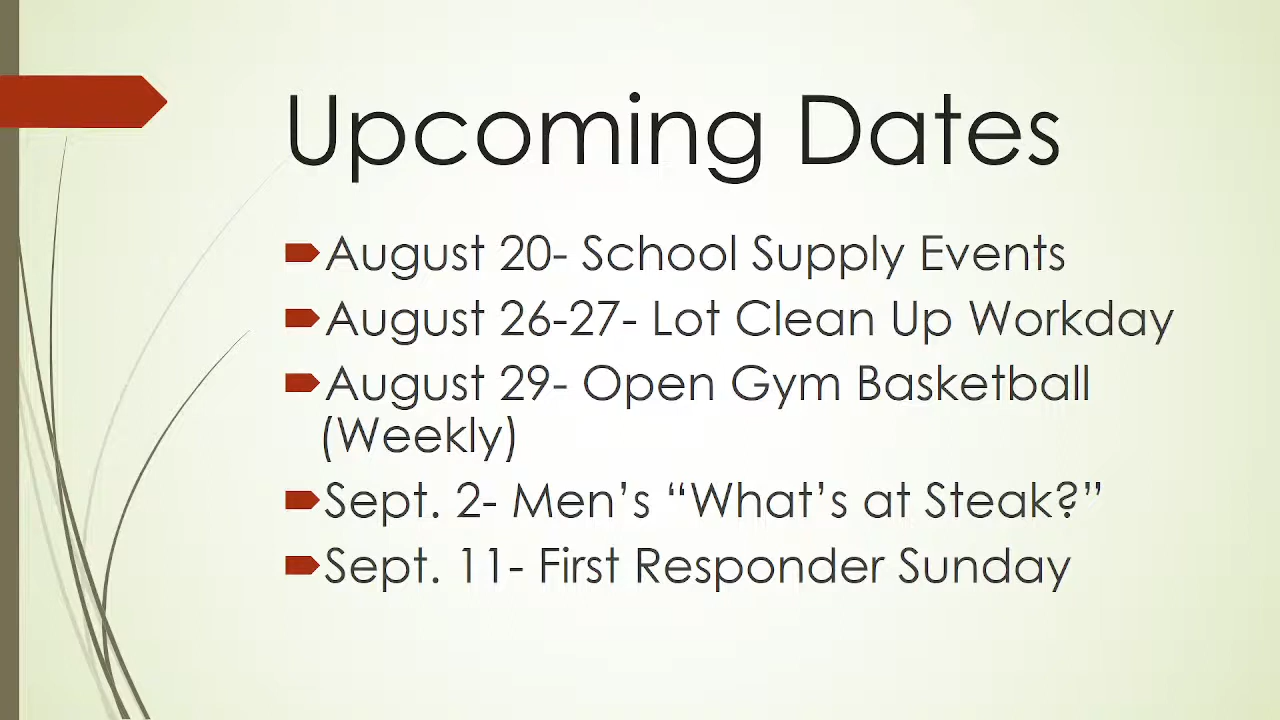 Upcoming Dates
August 20- School Supply Events
August 26-27- Lot Clean Up Workday
August 29- Open Gym Basketball
(Weekly)
Sept. 2- Men’s “What’s at Steak?”
Sept. 11- First Responder Sunday